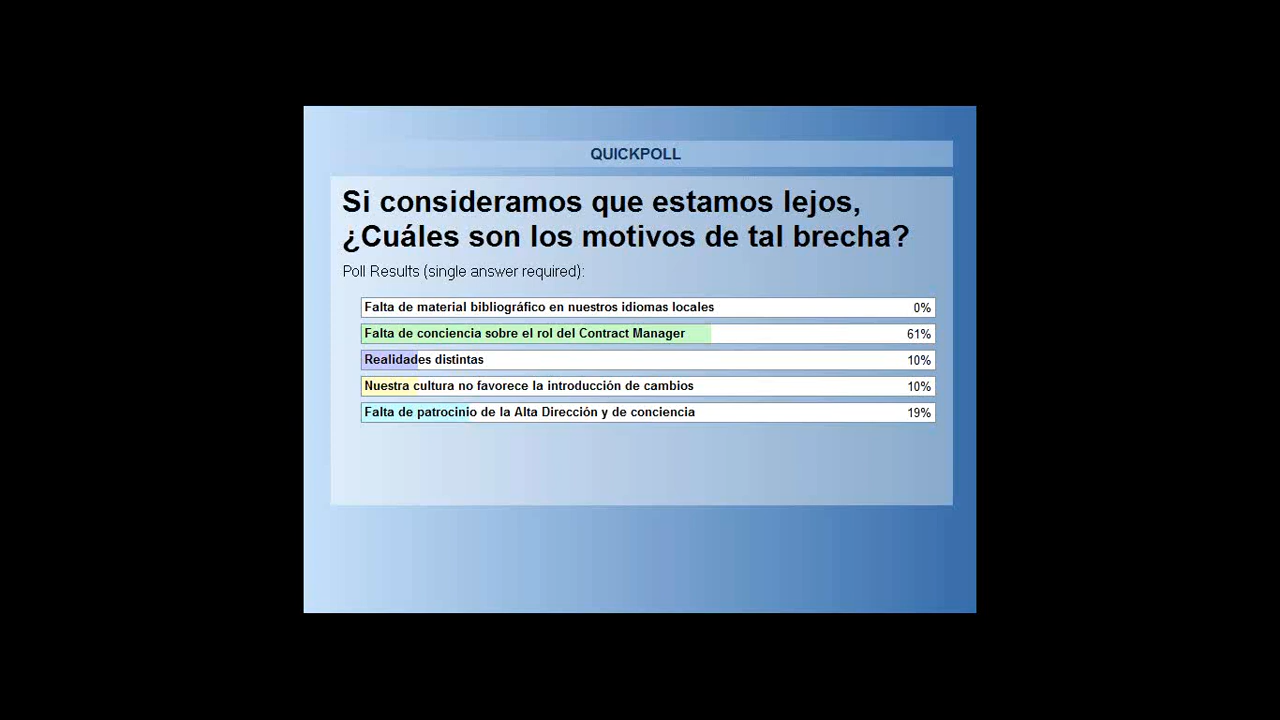 QUICKPOLL
Si consideramos que estamos lejos,
¿Cuáles son los motivos de tal brecha?
Poll Results (single answer required):
Falta de material bibliográfico en nuestros idiomas locales 0%
Falta de conciencia sobre el rol del Contract Manager 61%
Realidades distintas 10%
Nuestra cultura no favorece la introducción de cambios 10%
Falta de patrocinio de la Alta Dirección y de conciencia 19%